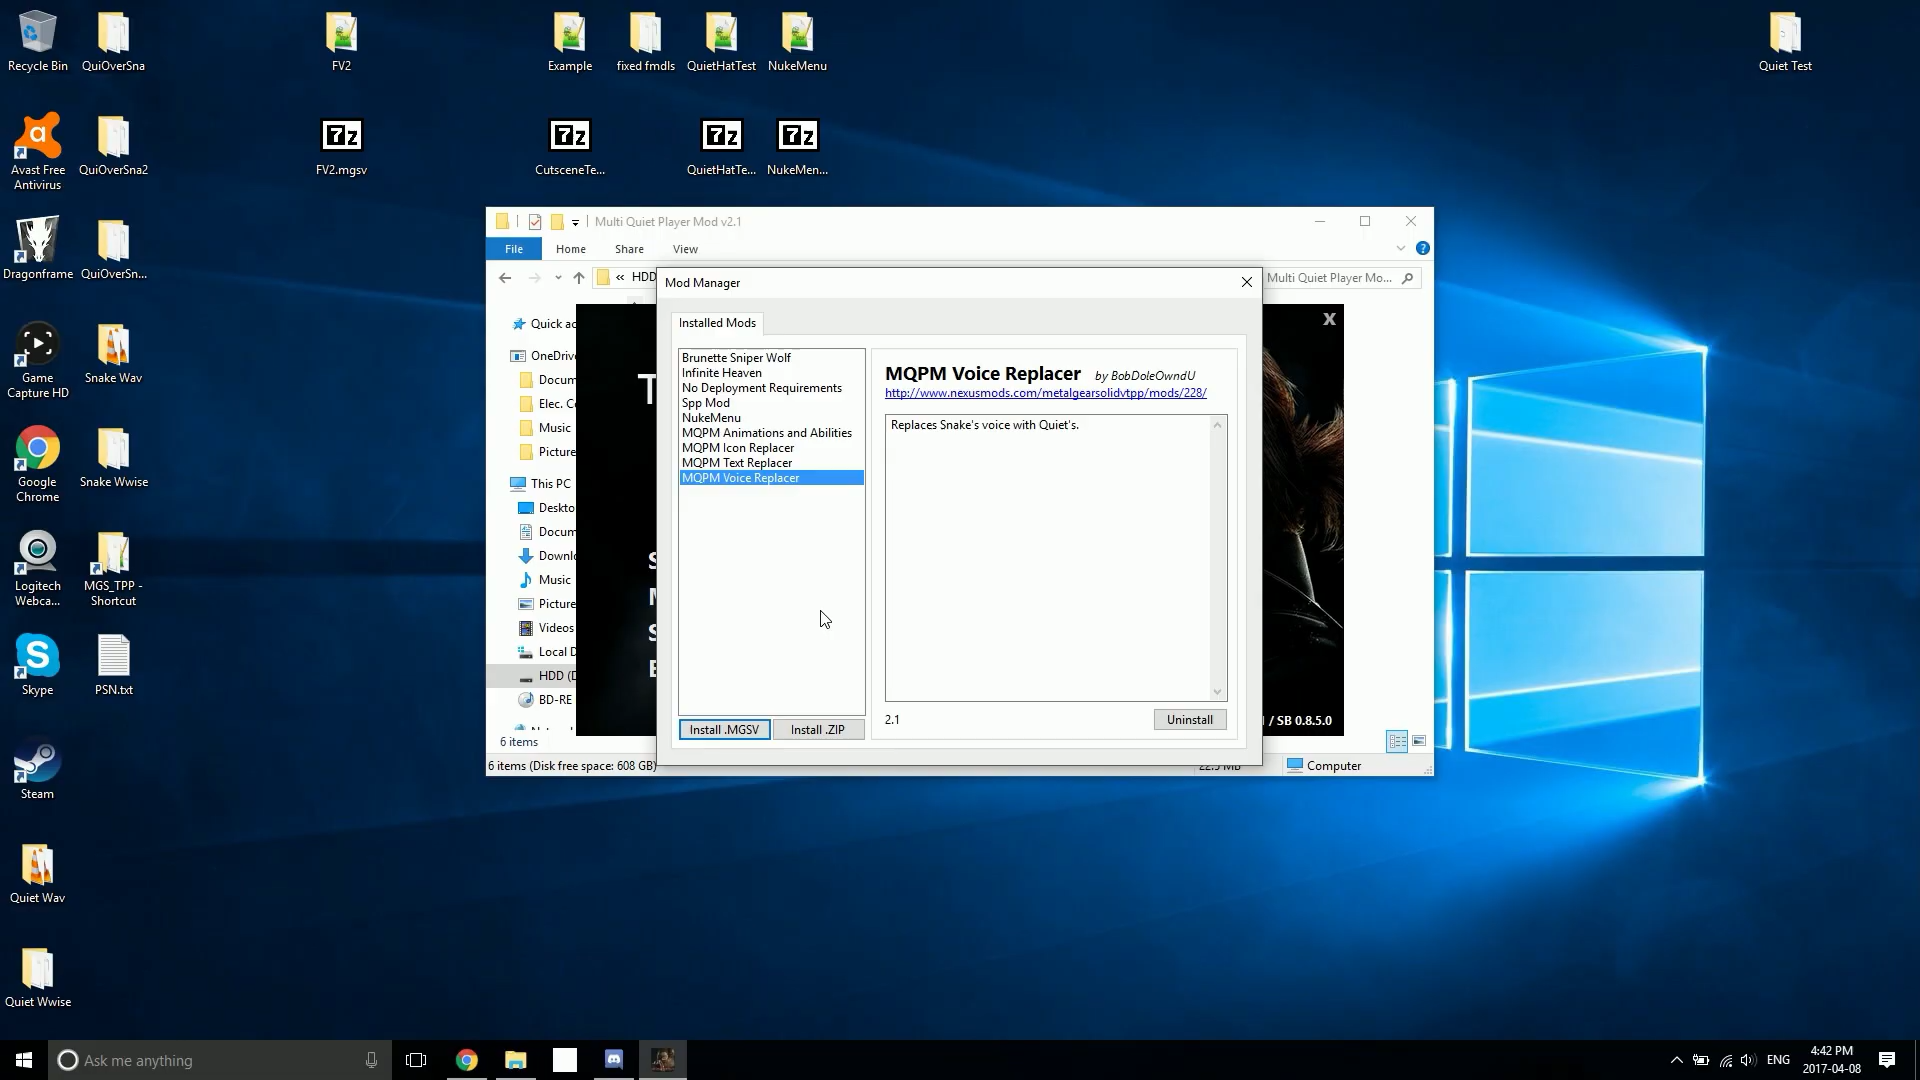 Recycle Bin
QuiOverSna
FV2
Example
fixed fmdls
QuietHatTest
NukeMenu
Quiet Test
Avast Free
Antivirus
QuiOverSna2
FV2.mgsv
CutsceneTe...
QuietHatTe...
NukeMen...
Dragonframe
QuiOverSn...
Game
Capture HD
Snake Wav
Google
Chrome
Snake Wwise
Logitech
Webca...
MGS_TPP -
Shortcut
Skype
PSN.txt
Steam
Quiet Wav
Quiet Wwise
Multi Quiet Player Mod v2.1
File
Home
Share
View
« HDD
Multi Quiet Player Mo...
Quick ac
OneDriv
Docum
Elec. C
Music
Picture
This PC
Deskto
Docum
Downlo
Music
Picture
Videos
Local D
HDD (D
BD-RE
6 items
6 items (Disk free space: 608 GB)
Computer
T
X
/ SB 0.8.5.0
Mod Manager
Installed Mods
Brunette Sniper Wolf
Infinite Heaven
No Deployment Requirements
Spp Mod
NukeMenu
MQPM Animations and Abilities
MQPM Icon Replacer
MQPM Text Replacer
MQPM Voice Replacer
Install .MGSV
Install .ZIP
MQPM Voice Replacer by BobDoleOwndU
http://www.nexusmods.com/metalgearsolidvtpp/mods/228/
Replaces Snake's voice with Quiet's.
2.1
Uninstall
Ask me anything
ENG
4:42 PM
2017-04-08